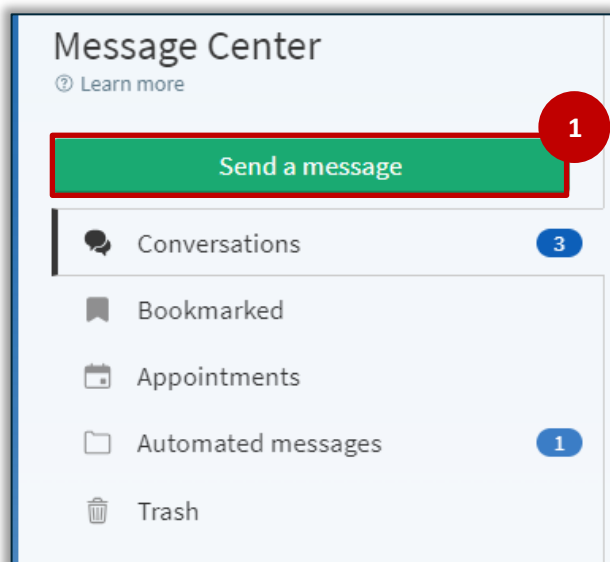 Message Center
Learn more
1
Send a message
Conversations 3
Bookmarked
Appointments
Automated messages 1
Trash